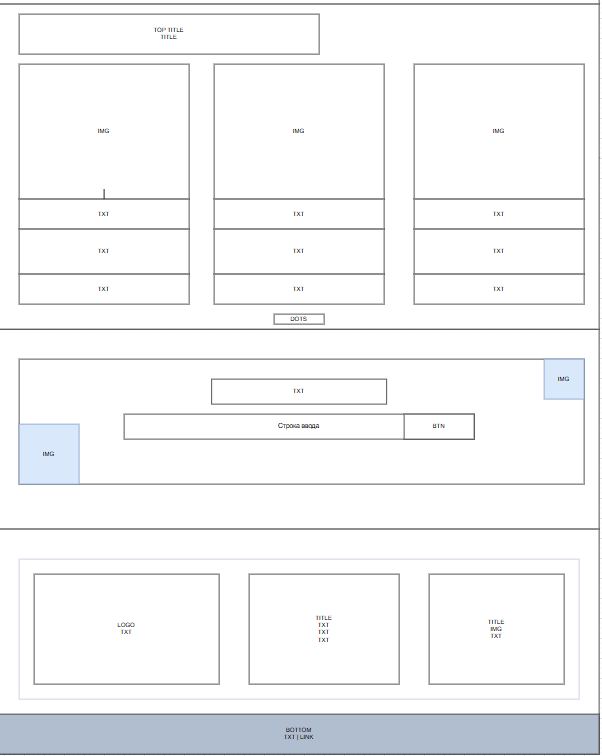 TOP TITLE
TITLE
IMG
IMG
IMG
TXT
TXT
TXT
TXT
TXT
TXT
TXT
TXT
TXT
DOTS
IMG
TXT
Строка ввода
BTN
IMG
LOGO
TXT
TITLE
TXT
TXT
TXT
TITLE
IMG
TXT
BOTTOM
TXT | LINK